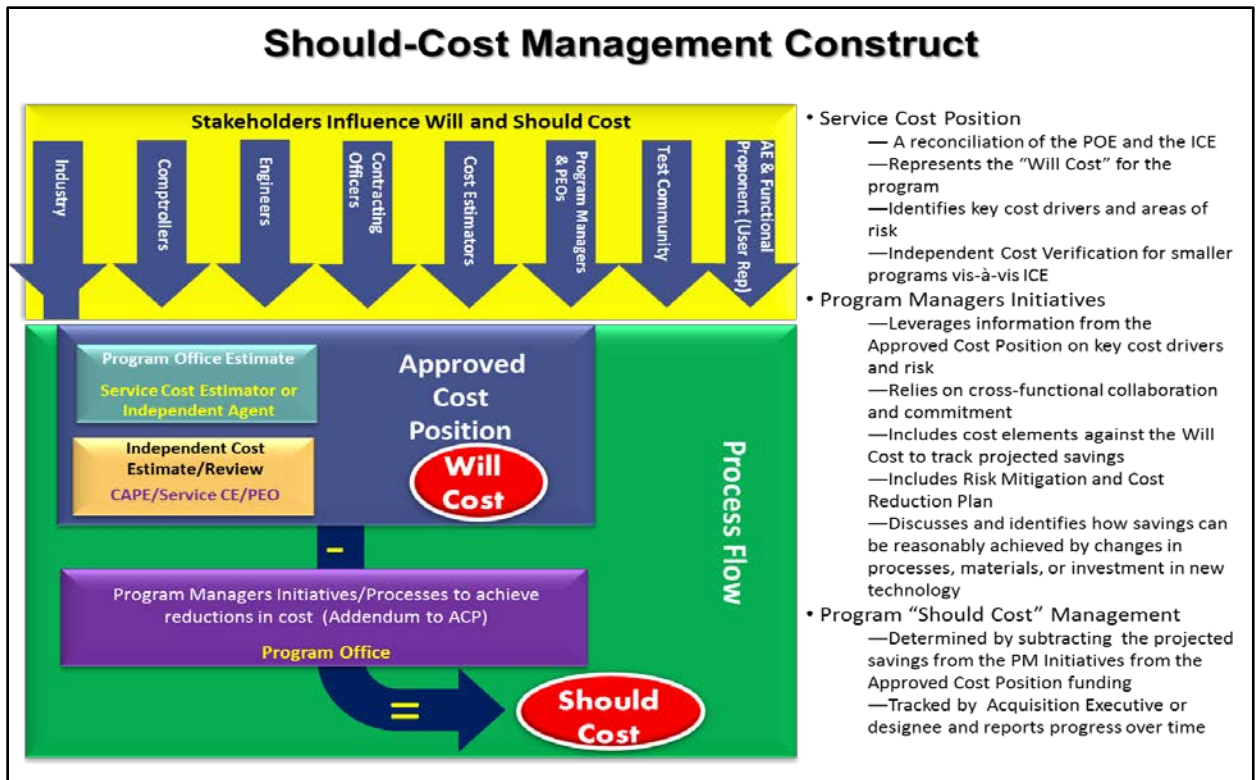 Should-Cost Management Construct
Stakeholders Influence Will and Should Cost
Industry
Comptrollers
Engineers
Contracting
Officers
Cost Estimators
Program Managers
& PEOs
Test Community
AE & Functional
Proponent (User Rep)
Program Office Estimate
Service Cost Estimator or
Independent Agent
Independent Cost
Estimate/Review
CAPE/Service CE/PEO
Approved
Cost
Position
Will
Cost
Process Flow
–
Program Managers Initiatives/Processes to achieve
reductions in cost (Addendum to ACP)
Program Office
=
Should
Cost
• Service Cost Position
— A reconciliation of the POE and the ICE
—Represents the “Will Cost” for the
program
—Identifies key cost drivers and areas of
risk
—Independent Cost Verification for smaller
programs vis-à-vis ICE
• Program Managers Initiatives
—Leverages information from the
Approved Cost Position on key cost drivers
and risk
—Relies on cross-functional collaboration
and commitment
—Includes cost elements against the Will
Cost to track projected savings
—Includes Risk Mitigation and Cost
Reduction Plan
—Discusses and identifies how savings can
be reasonably achieved by changes in
processes, materials, or investment in new
technology
• Program “Should Cost” Management
—Determined by subtracting the projected
savings from the PM Initiatives from the
Approved Cost Position funding
—Tracked by Acquisition Executive or
designee and reports progress over time